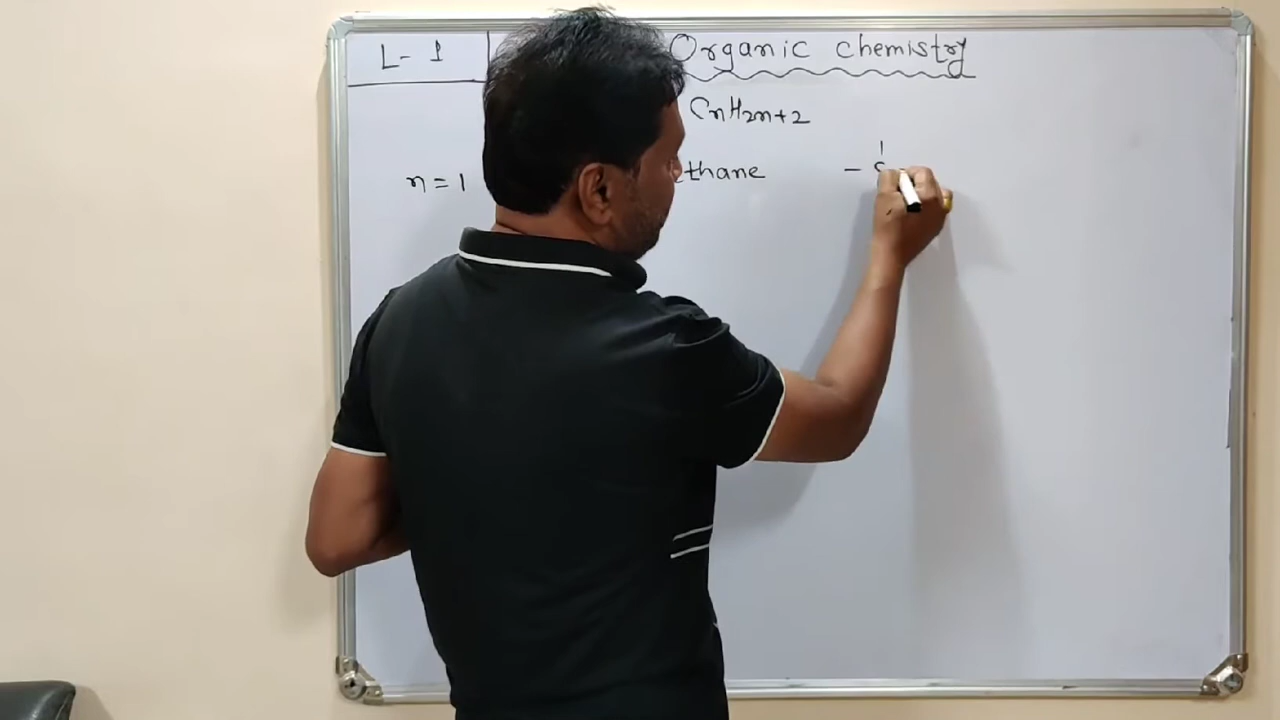 L - 1 Organic chemistry
CnH2n+2
n = 1 ethane - C -